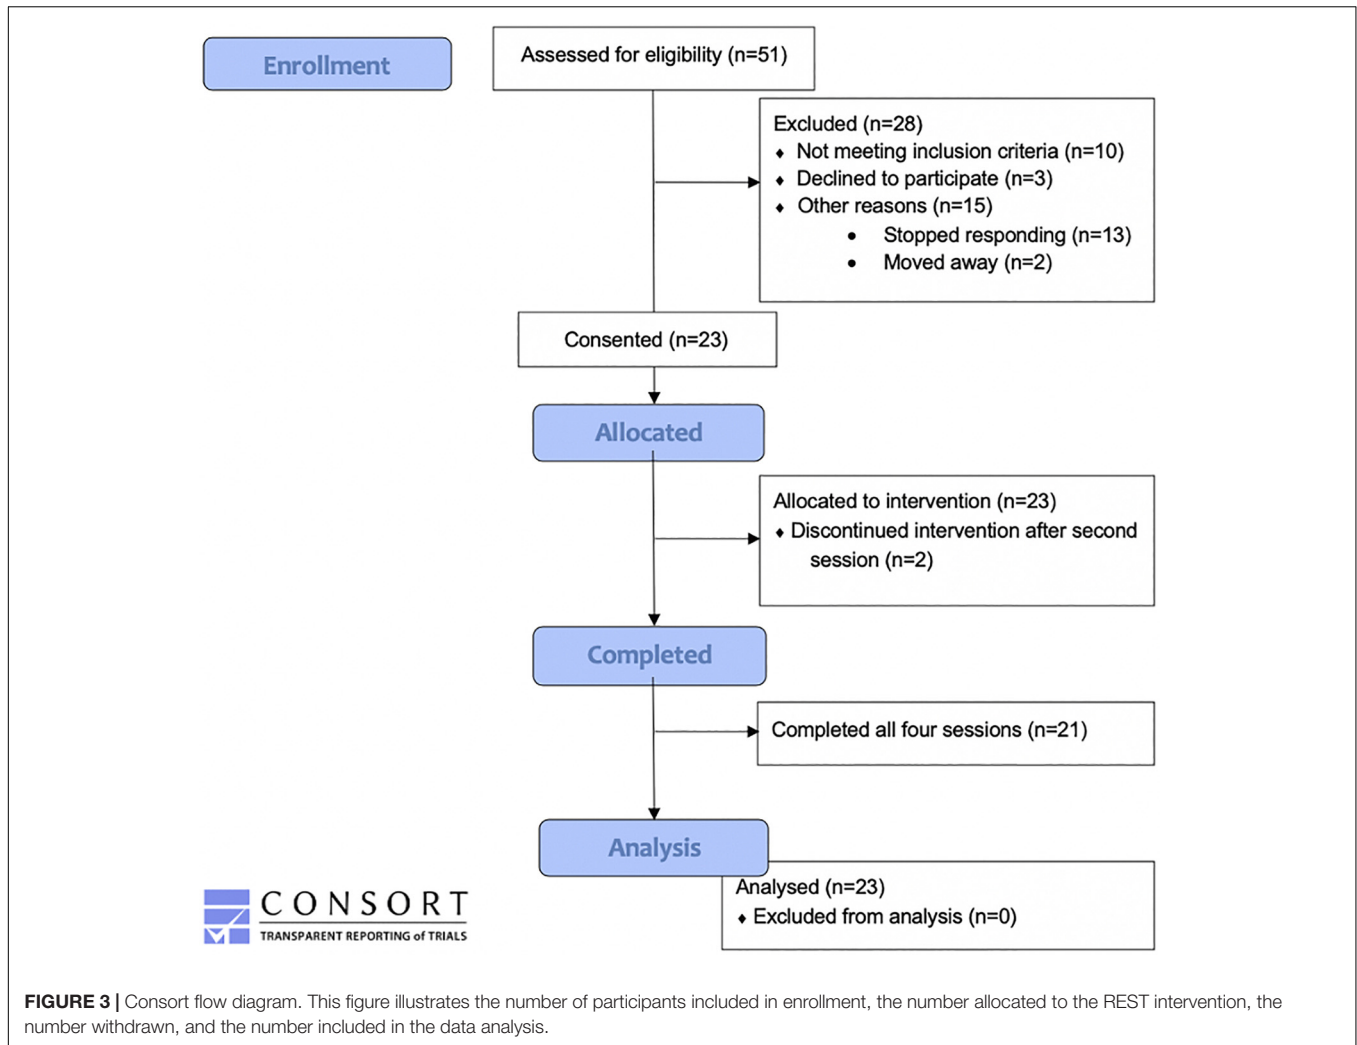 Enrollment
Assessed for eligibility (n=51)
Excluded (n=28)
♦ Not meeting inclusion criteria (n=10)
♦ Declined to participate (n=3)
♦ Other reasons (n=15)
• Stopped responding (n=13)
• Moved away (n=2)
Consented (n=23)
Allocated
Allocated to intervention (n=23)
♦ Discontinued intervention after second
session (n=2)
Completed
Completed all four sessions (n=21)
Analysis
Analysed (n=23)
♦ Excluded from analysis (n=0)
CONSORT
TRANSPARENT REPORTING of TRIALS
FIGURE 3 | Consort flow diagram. This figure illustrates the number of participants included in enrollment, the number allocated to the REST intervention, the
number withdrawn, and the number included in the data analysis.